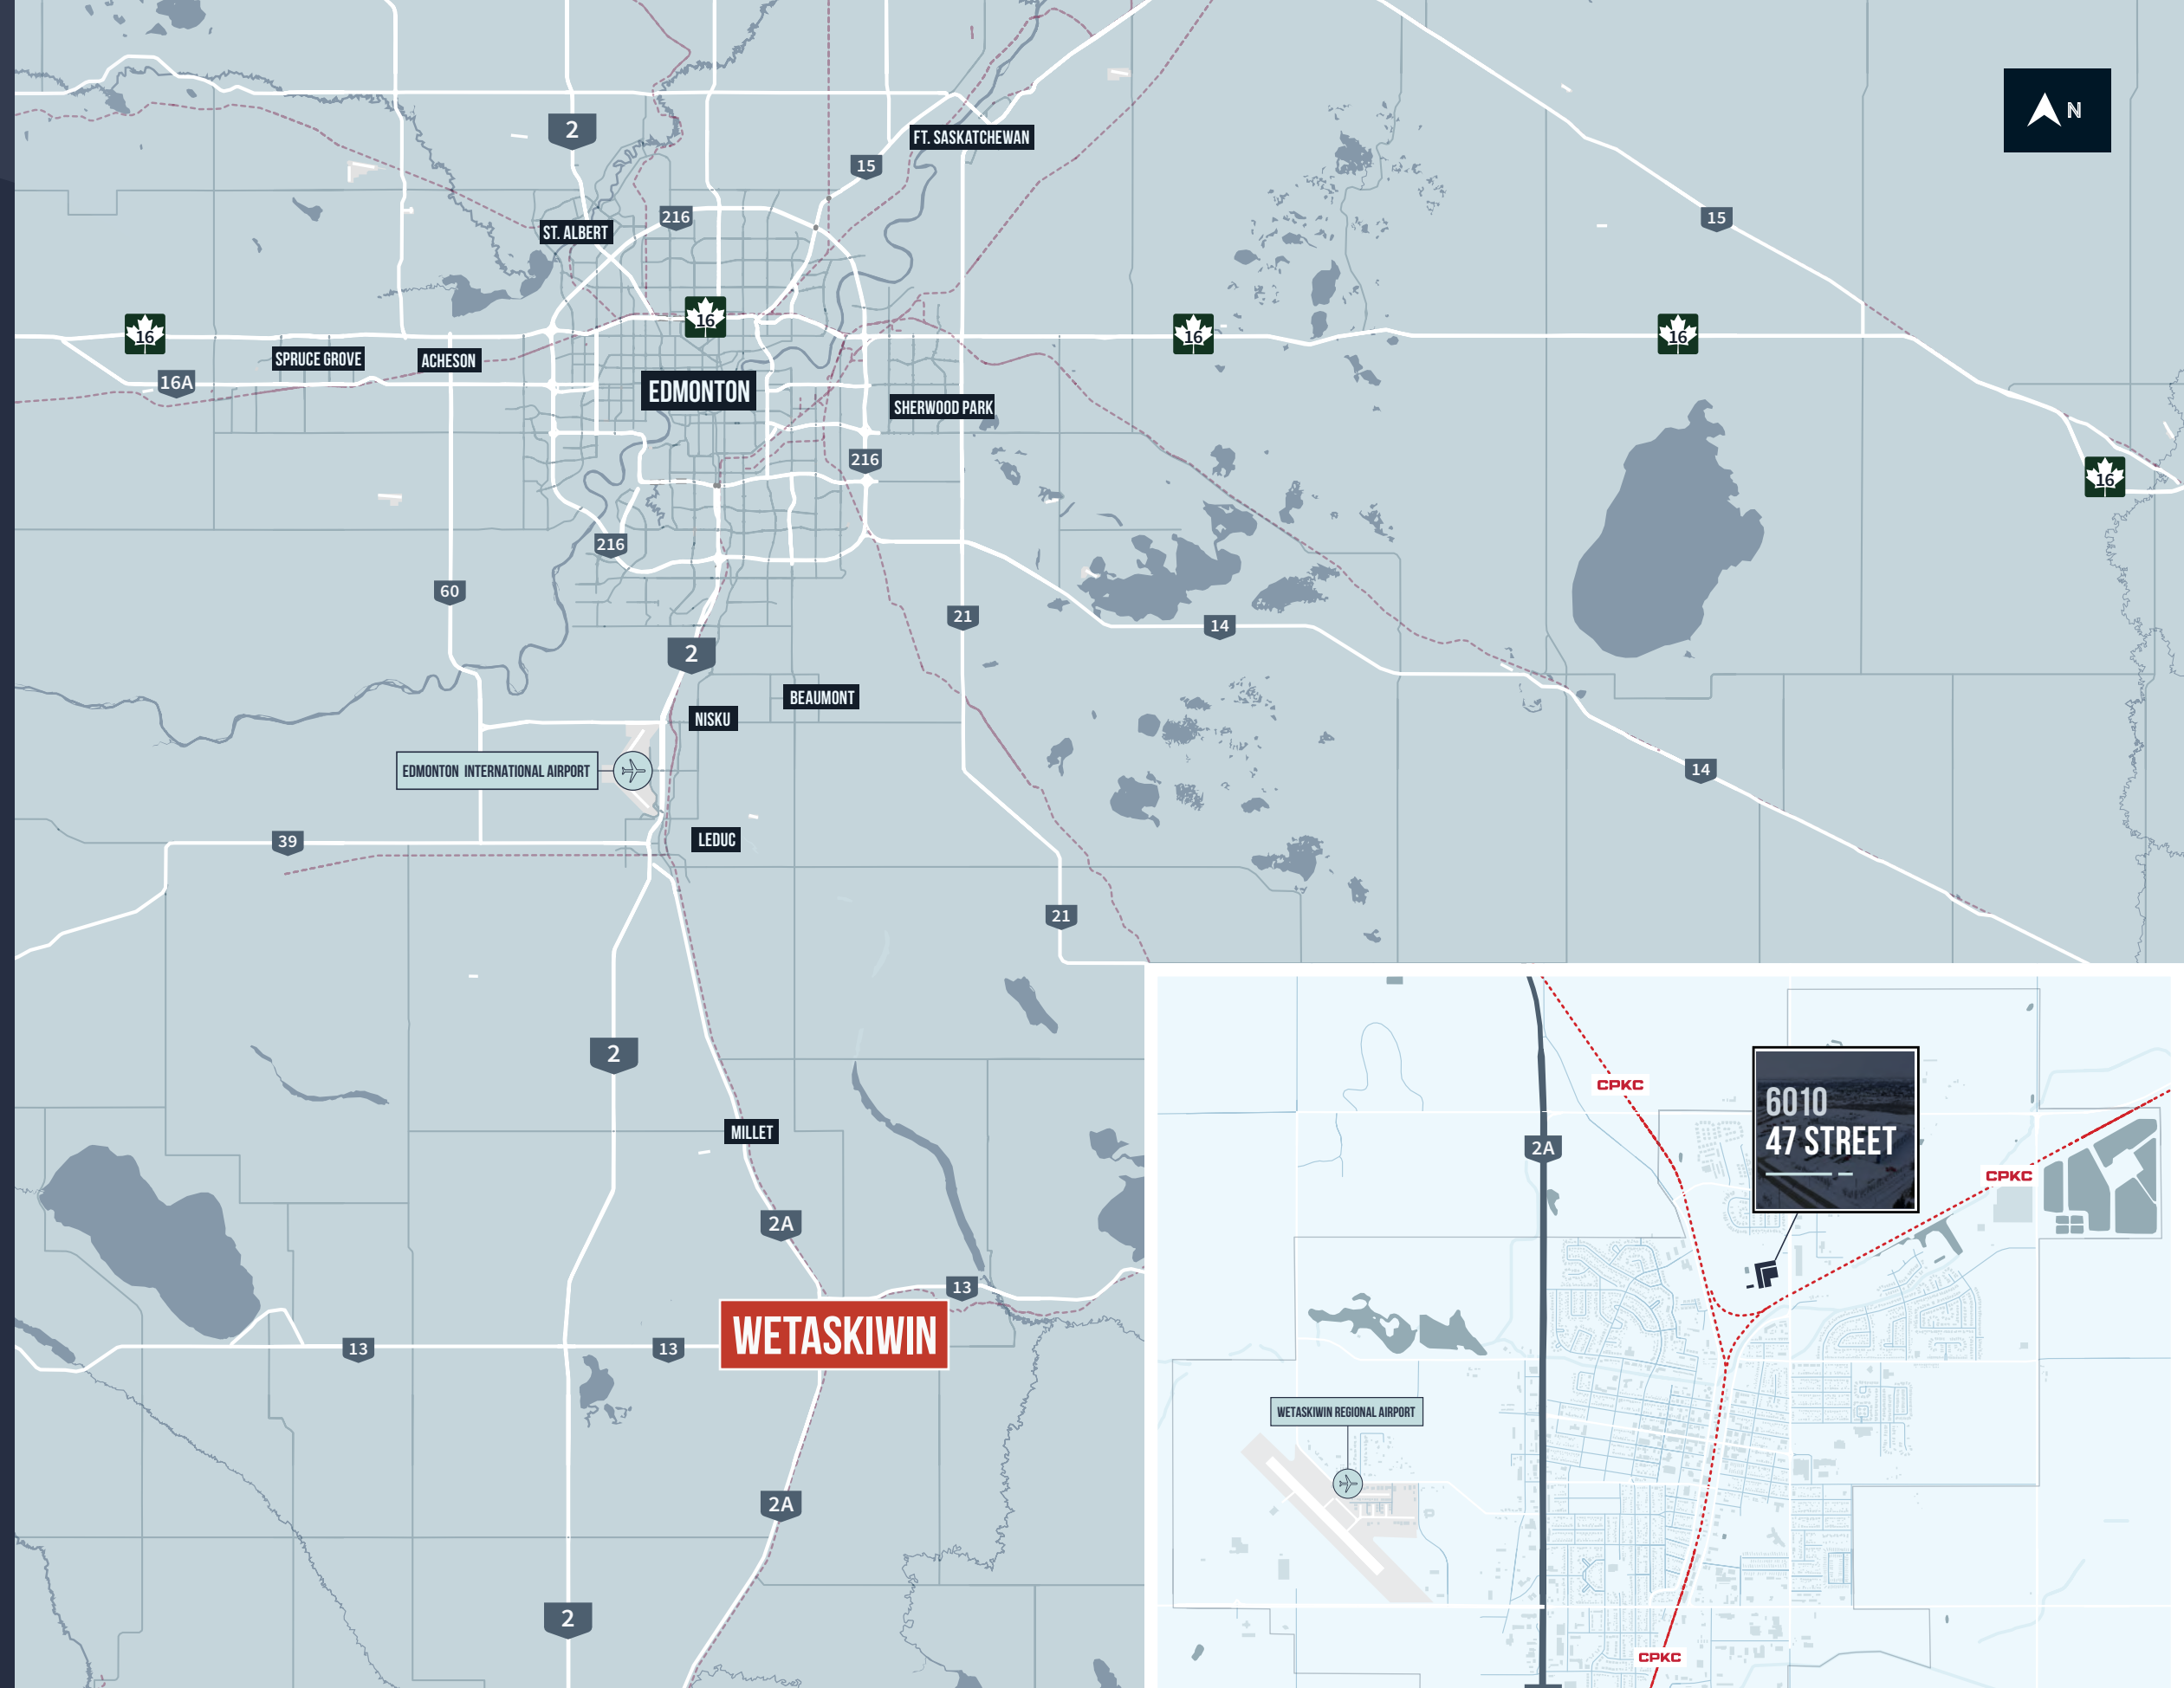 N
2
FT. SASKATCHEWAN
15
216
15
ST. ALBERT
16
16
16
16
SPRUCE GROVE
ACHESON
16A
EDMONTON
SHERWOOD PARK
216
16
216
60
21
14
2
BEAUMONT
NISKU
EDMONTON INTERNATIONAL AIRPORT
14
LEDUC
39
21
2
CPKC
6010
47 STREET
MILLET
2A
CPKC
2A
13
WETASKIWIN
13
13
WETASKIWIN REGIONAL AIRPORT
2A
2
CPKC